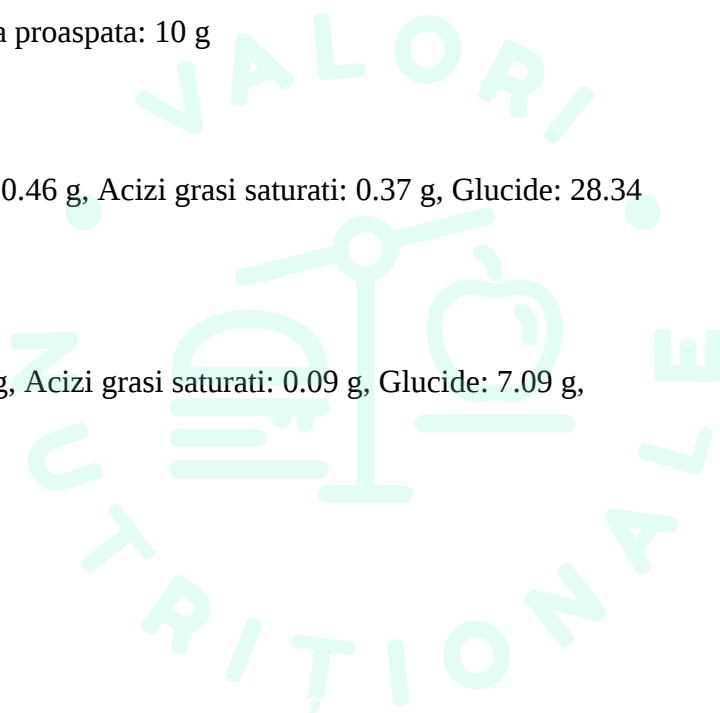 a proaspata: 10 g
0.46 g, Acizi grasi saturati: 0.37 g, Glucide: 28.34
g, Acizi grasi saturati: 0.09 g, Glucide: 7.09 g,
VALORI
NUTRITIONALE